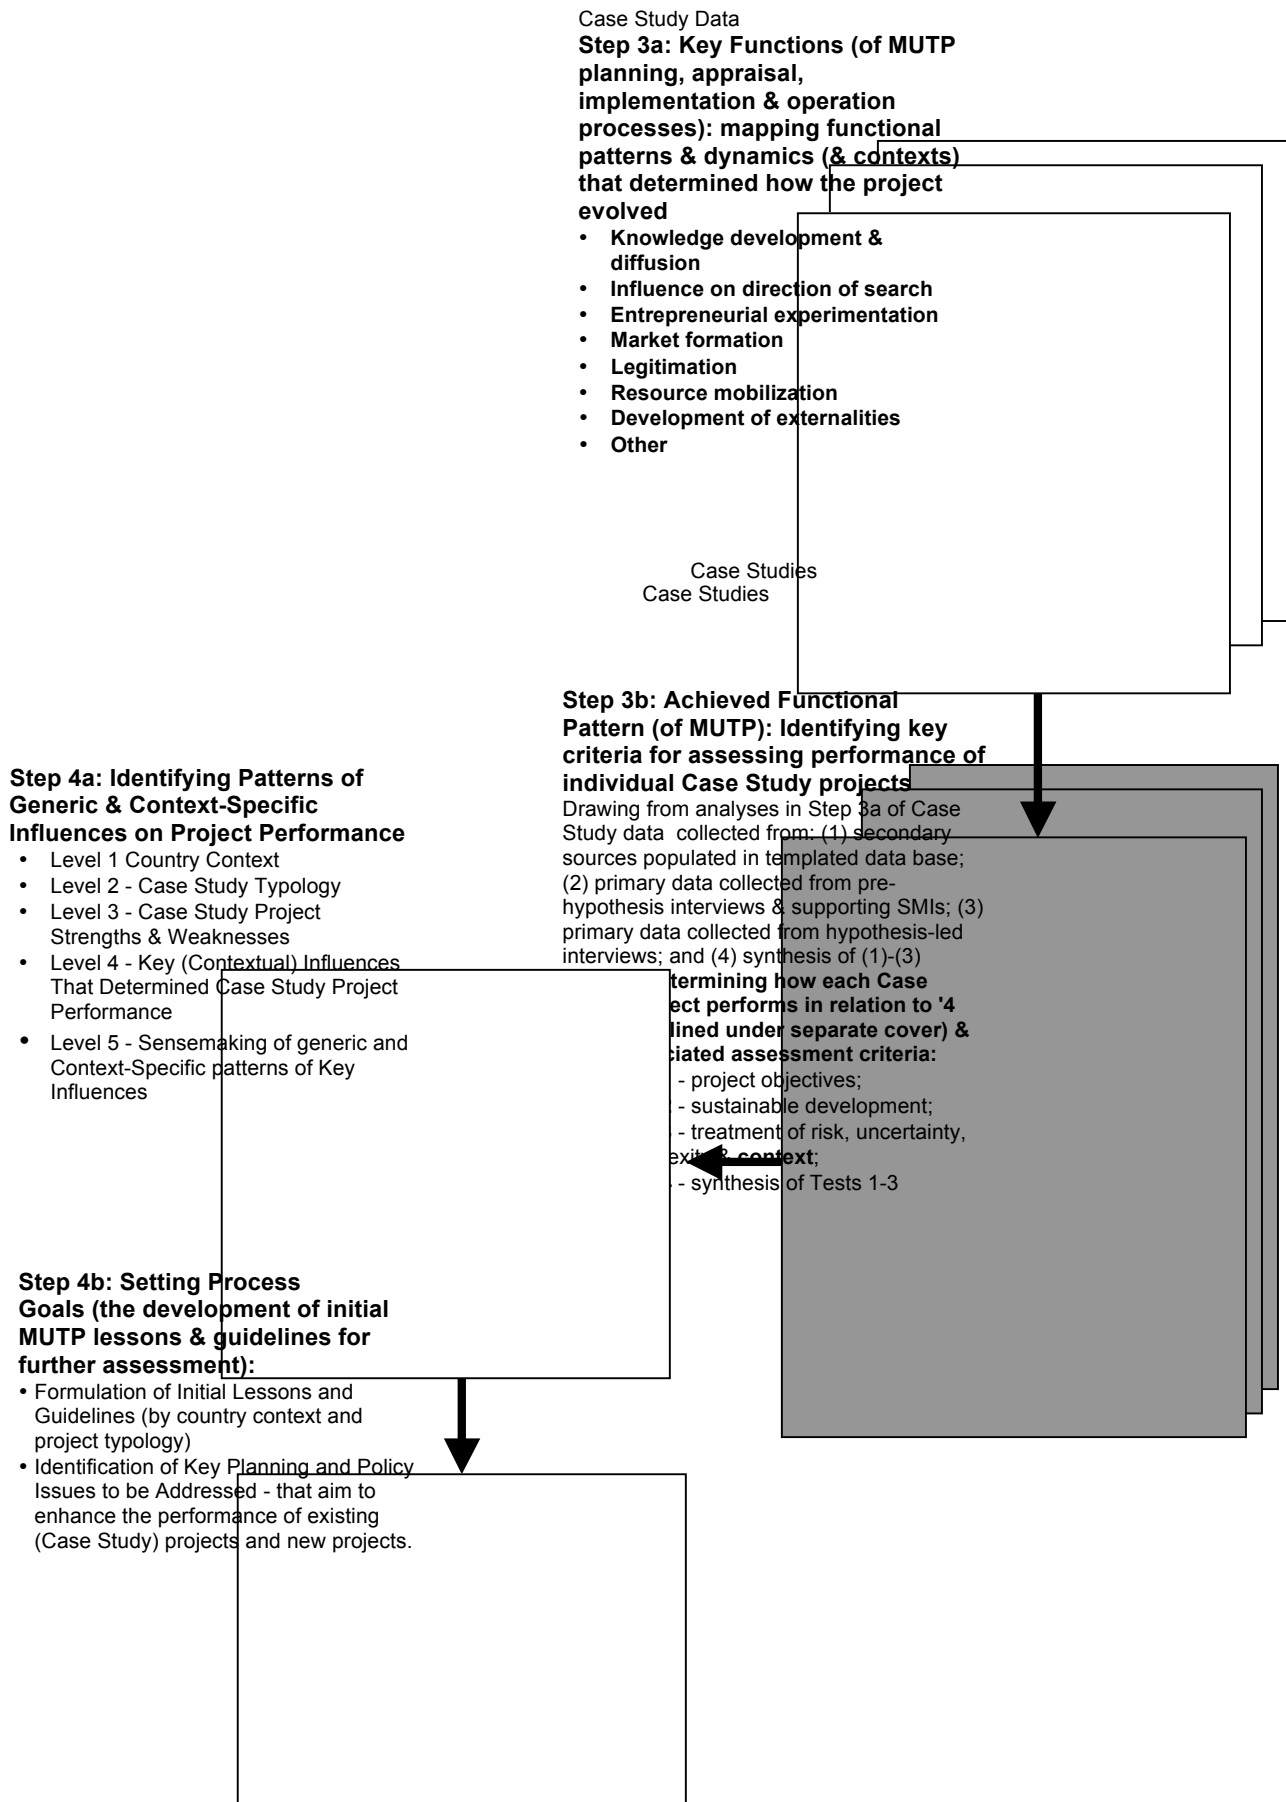 Case Study Data
Step 3a: Key Functions (of MUTP
planning, appraisal,
implementation & operation
processes): mapping functional
patterns & dynamics (& contexts)
that determined how the project
evolved
• Knowledge development &
diffusion
• Influence on direction of search
• Entrepreneurial experimentation
• Market formation
• Legitimation
• Resource mobilization
• Development of externalities
• Other
Case Studies
Case Studies
Step 3b: Achieved Functional
Pattern (of MUTP): Identifying key
criteria for assessing performance of
individual Case Study projects
Drawing from analyses in Step 3a of Case
Study data collected from: (1) secondary
sources populated in templated data base;
(2) primary data collected from pre-
hypothesis interviews & supporting SMIs; (3)
primary data collected from hypothesis-led
interviews; and (4) synthesis of (1)-(3)
termining how each Case
ect performs in relation to '4
lined under separate cover) &
ciated assessment criteria:
- project objectives;
- sustainable development;
- treatment of risk, uncertainty,
exity & context;
- synthesis of Tests 1-3
Step 4a: Identifying Patterns of
Generic & Context-Specific
Influences on Project Performance
• Level 1 Country Context
• Level 2 - Case Study Typology
• Level 3 - Case Study Project
Strengths & Weaknesses
• Level 4 - Key (Contextual) Influences
That Determined Case Study Project
Performance
• Level 5 - Sensemaking of generic and
Context-Specific patterns of Key
Influences
Step 4b: Setting Process
Goals (the development of initial
MUTP lessons & guidelines for
further assessment):
• Formulation of Initial Lessons and
Guidelines (by country context and
project typology)
• Identification of Key Planning and Policy
Issues to be Addressed - that aim to
enhance the performance of existing
(Case Study) projects and new projects.